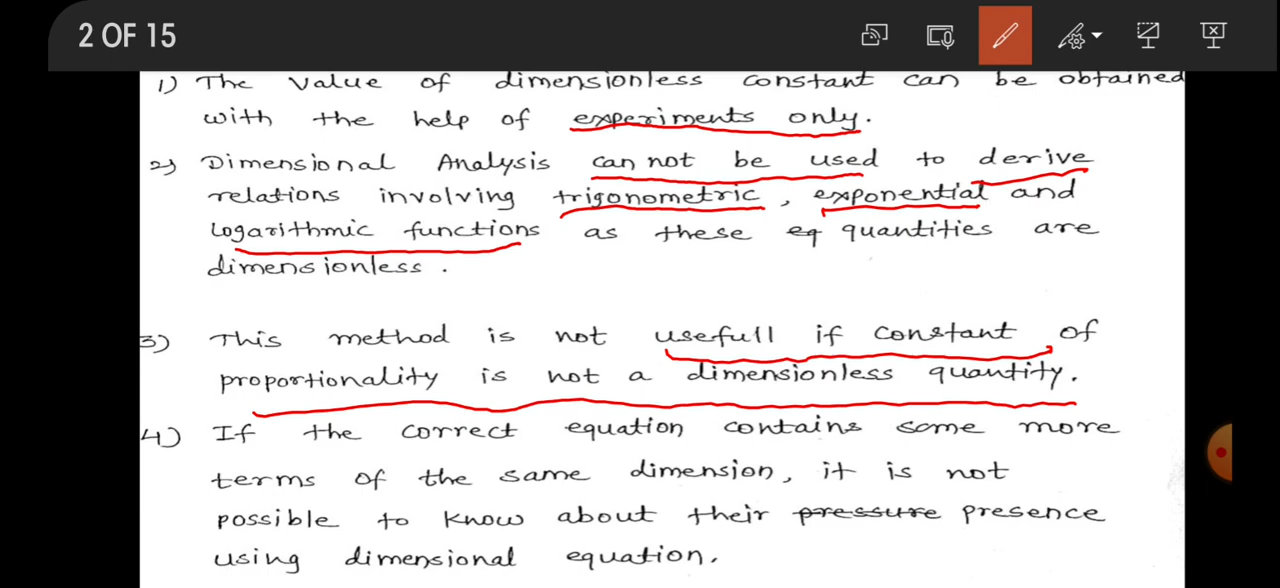 2 OF 15
1) The value of dimensionless constant can be obtained
with the help of experiments only.
2) Dimensional Analysis can not be used to derive
relations involving trigonometric, exponential and
logarithmic functions as these eq quantities are
dimensionless.
3) This method is not usefull if constant of
proportionality is not a dimensionless quantity.
4) If the correct equation contains some more
terms of the same dimension, it is not
possible to know about their pressure presence
using dimensional equation.